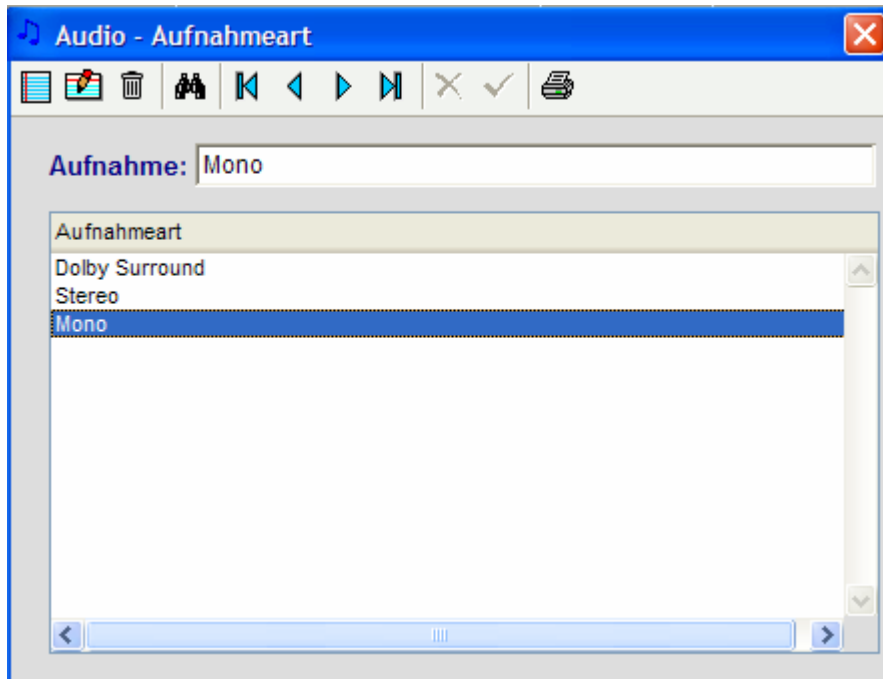 Audio - Aufnahmeart
Aufnahme: Mono
Aufnahmeart
Dolby Surround
Stereo
Mono